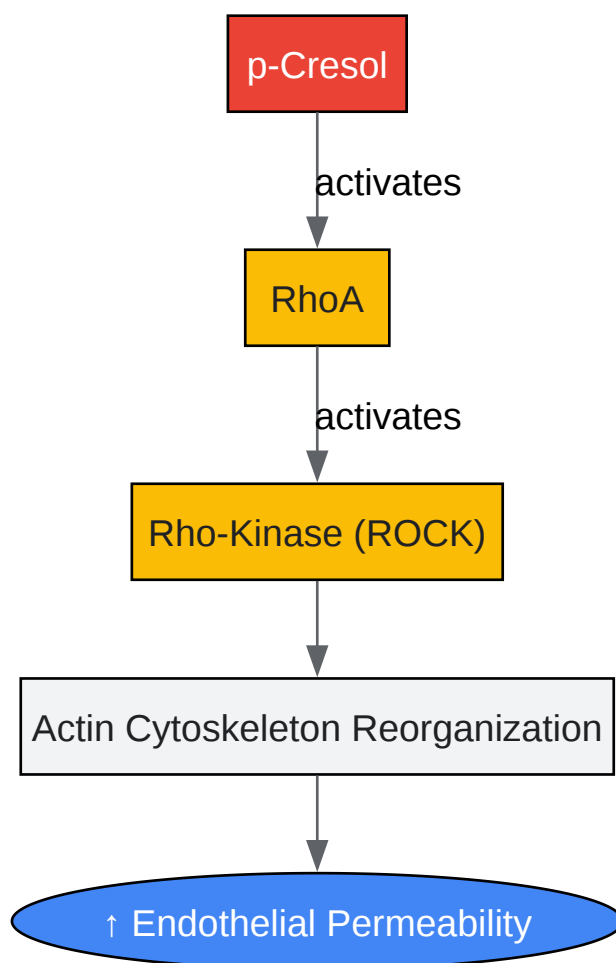 p-Cresol
activates
RhoA
activates
Rho-Kinase (ROCK)
Actin Cytoskeleton Reorganization
↑ Endothelial Permeability